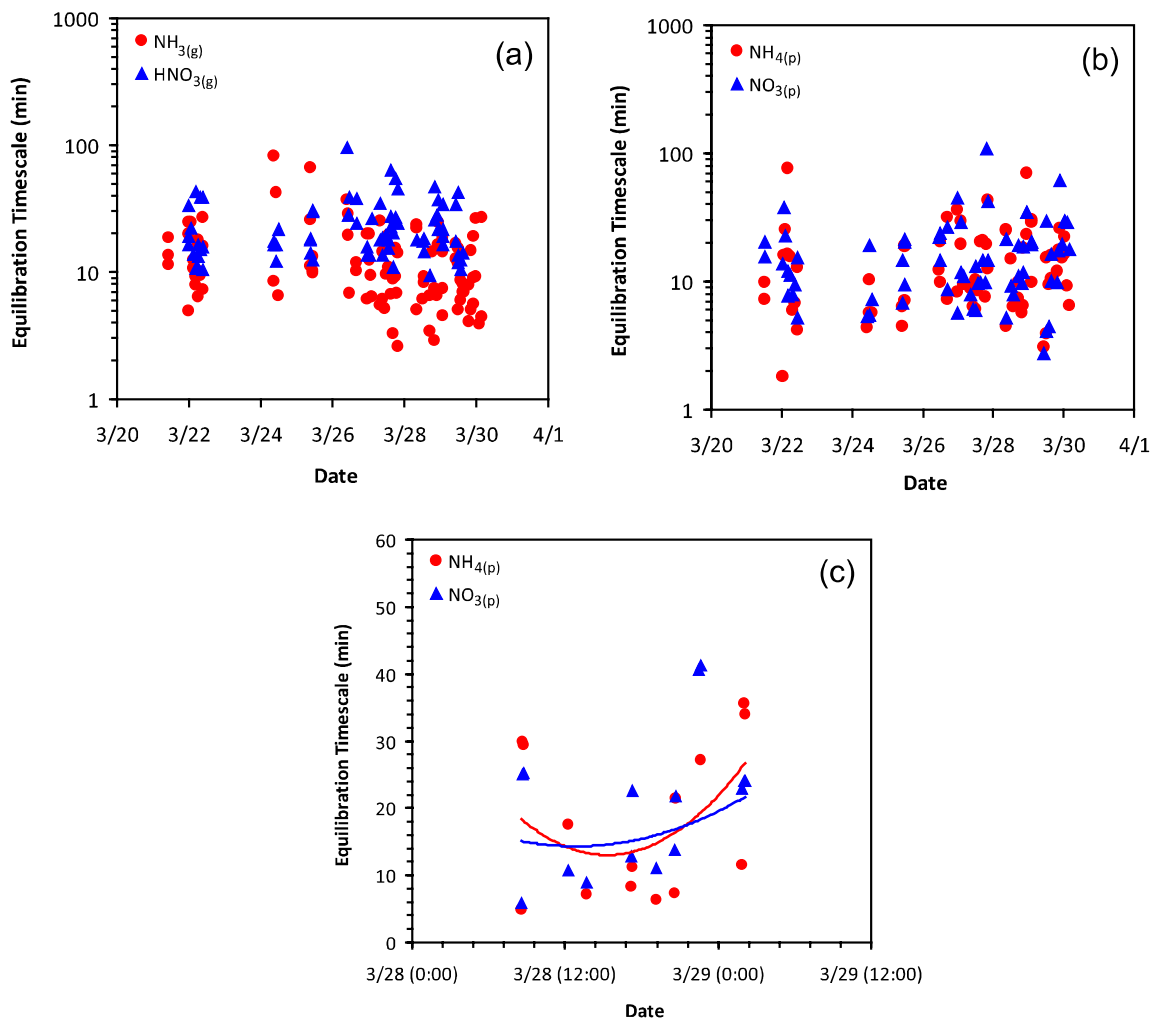 (a)
NH3(g)
HNO3(g)
Equilibration Timescale (min)
1000
100
10
1
3/20 3/22 3/24 3/26 3/28 3/30 4/1
Date
(b)
NH4(p)
NO3(p)
Equilibration Timescale (min)
1000
100
10
1
3/20 3/22 3/24 3/26 3/28 3/30 4/1
Date
(c)
NH4(p)
NO3(p)
Equilibration Timescale (min)
60
50
40
30
20
10
0
3/28 (0:00) 3/28 (12:00) 3/29 (0:00) 3/29 (12:00)
Date